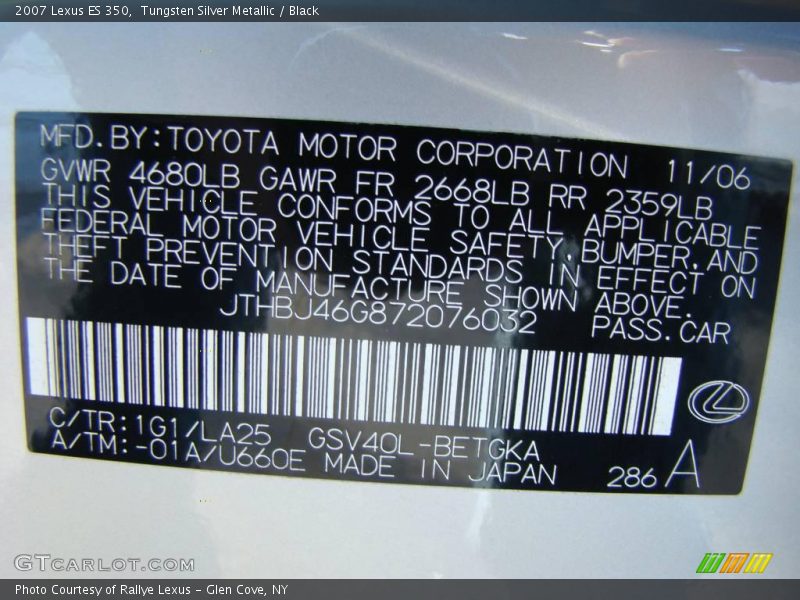 2007 Lexus ES 350,  Tungsten Silver Metallic / Black
MFD. BY: TOYOTA MOTOR CORPORATION 11/06
GVWR 4680LB GAWR FR 2668LB RR 2359LB
THIS VEHICLE CONFORMS TO ALL APPLICABLE
FEDERAL MOTOR VEHICLE SAFETY, BUMPER, AND
THEFT PREVENTION STANDARDS IN EFFECT ON
THE DATE OF MANUFACTURE SHOWN ABOVE.
JTHBJ46G872076032 PASS. CAR
C/TR: 1G1/LA25 GSV40L-BETGKA
A/TM: -01A/U660E MADE IN JAPAN 286 A
GTCARLOT.COM
Photo Courtesy of Rallye Lexus - Glen Cove, NY